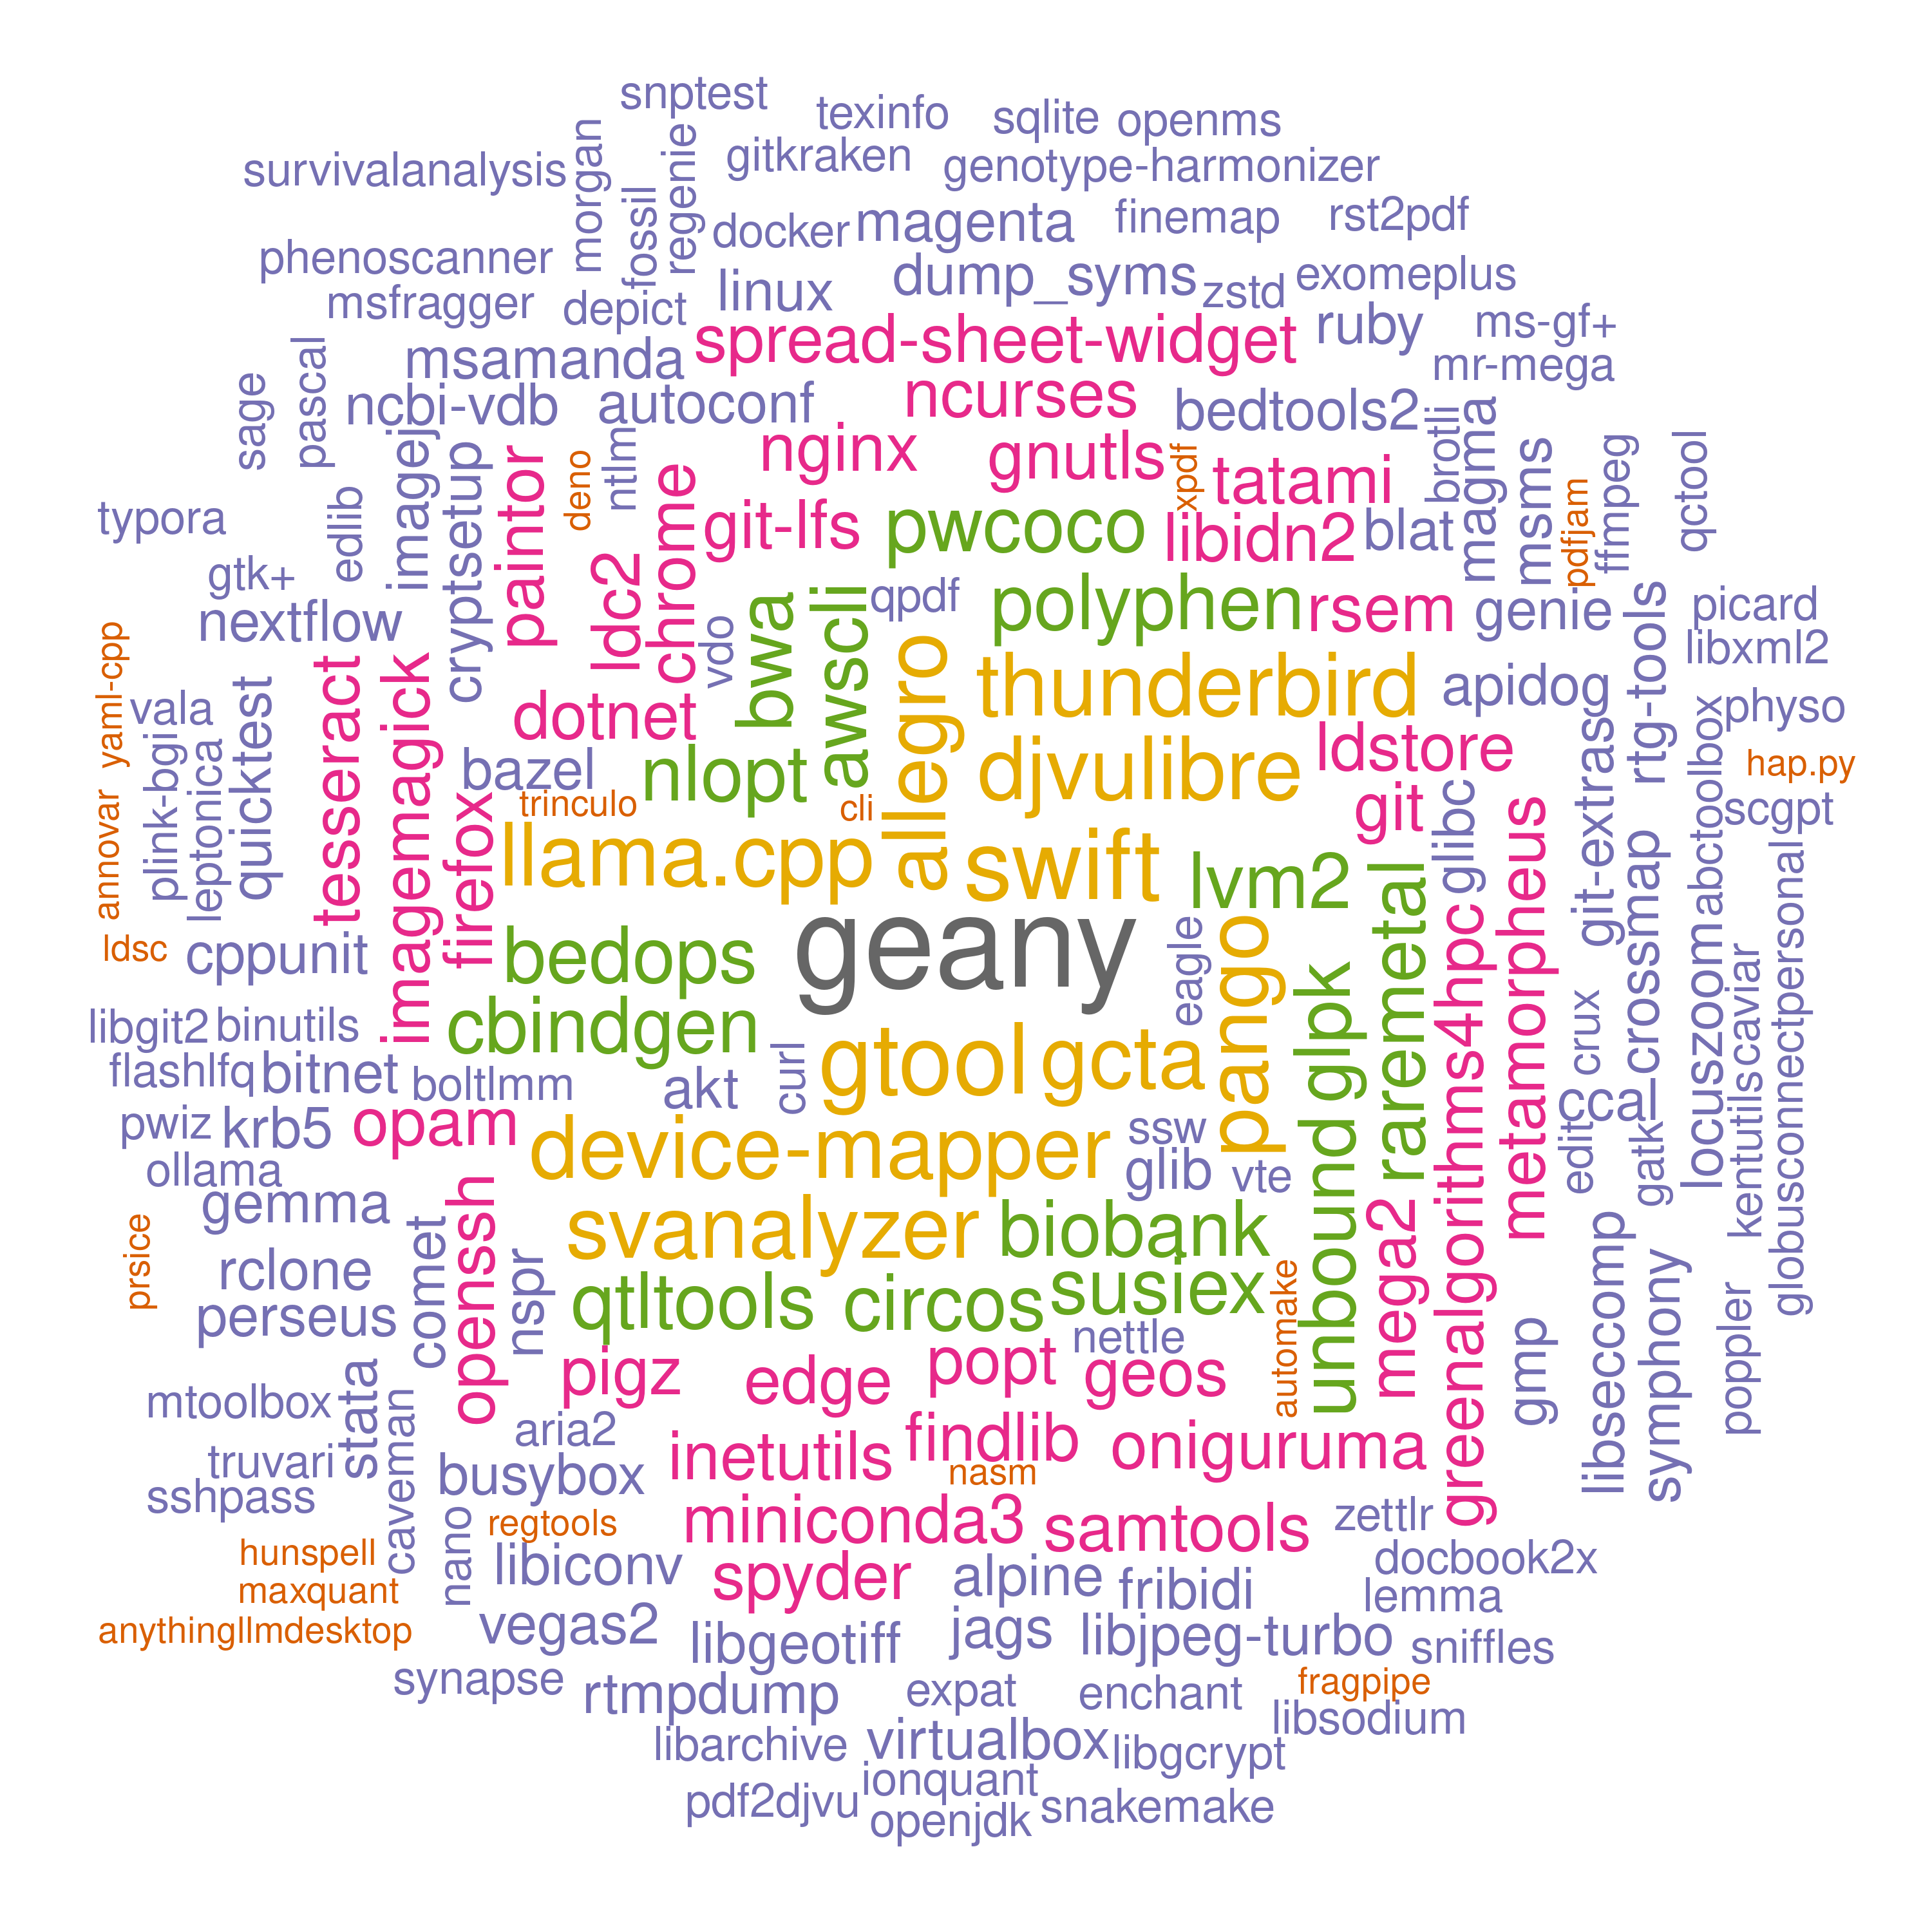 snptest
texinfo
sqlite
openms
gitkraken
genotype-harmonizer
survivalanalysis
morgan
fossil
regenie
docker
magenta
finemap
rst2pdf
phenoscanner
msfragger
depict
linux
dump_syms
zstd
exomeplus
spread-sheet-widget
ruby
ms-gf+
mr-mega
msamanda
sage
pascal
ncbi-vdb
autoconf
ncurses
bedtools2
brotli
magma
msms
ffmpeg
qctool
imagej
cryptsetup
paintor
deno
ntlm
chrome
nginx
gnutls
xpdf
tatami
pdfjam
typora
edlib
git-lfs
pwcoco
libidn2
blat
gtk+
nextflow
ldc2
vdo
bwa
awscli
qpdf
polyphen
rsem
genie
rtg-tools
picard
libxml2
yaml-cpp
vala
plink-bgi
leptonica
quicktest
tesseract
imagemagick
dotnet
allegro
thunderbird
apidog
physo
abctoolbox
git-extras
bazel
nlopt
djvulibre
ldstore
hap.py
annovar
firefox
trinculo
cli
git
glibc
scgpt
llama.cpp
swift
lvm2
raremetal
metamorpheus
crossmap
ldsc
cppunit
bedops
geany
eagle
pango
glpk
greenalgorithms4hpc
locuszoom
caviar
globusconnectpersonal
libgit2
binutils
cbindgen
crux
flashlfq
bitnet
boltlmm
akt
curl
gtool
gcta
cca_
kentutils
pwiz
krb5
opam
device-mapper
ssw
editc
gatk
ollama
glib
vte
unbound
gemma
prsice
comet
openssh
nspr
svanalyzer
biobank
mega2
libseccomp
symphony
rclone
perseus
qtltools
circos
susiex
automake
gmp
poppler
nettle
mtoolbox
stata
caveman
pigz
edge
popt
geos
aria2
truvari
busybox
inetutils
findlib
oniguruma
nasm
sshpass
nano
regtools
miniconda3
samtools
zettlr
hunspell
libiconv
spyder
alpine
fribidi
docbook2x
maxquant
lemma
anythingllmdesktop
vegas2
libgeotiff
jags
libjpeg-turbo
sniffles
synapse
rtmpdump
expat
enchant
fragpipe
libsodium
libarchive
virtualbox
libgcrypt
pdf2djvu
ionquant
openjdk
snakemake